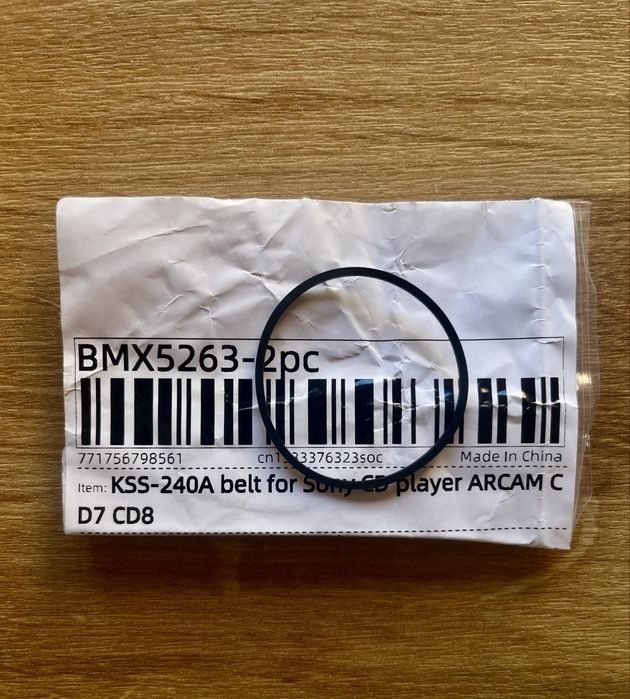 BMX5263-2pc
771756798561 Made In China
Item: KSS-240A belt for Sony CD player ARCAM C
D7 CD8